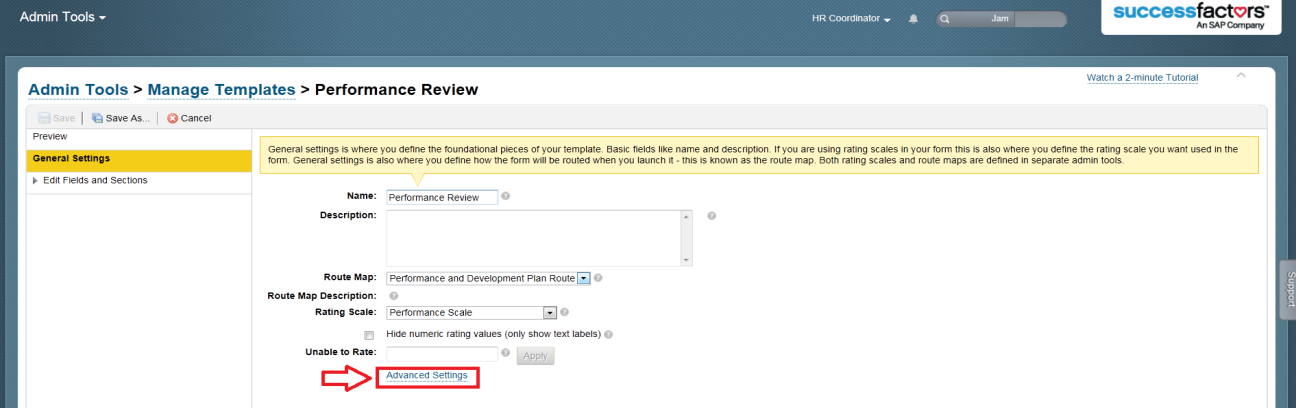 Admin Tools
HR Coordinator
Jam
successfactors™
An SAP Company
Watch a 2-minute Tutorial
Admin Tools > Manage Templates > Performance Review
Save
Save As...
Cancel
Preview
General Settings
Edit Fields and Sections
General settings is where you define the foundational pieces of your template. Basic fields like name and description. If you are using rating scales in your form this is also where you define the rating scale you want used in the
form. General settings is also where you define how the form will be routed when you launch it - this is known as the route map. Both rating scales and route maps are defined in separate admin tools.
Name: Performance Review
Description:
Route Map: Performance and Development Plan Route
Route Map Description:
Rating Scale: Performance Scale
Hide numeric rating values (only show text labels)
Unable to Rate: Apply
Advanced Settings
Support